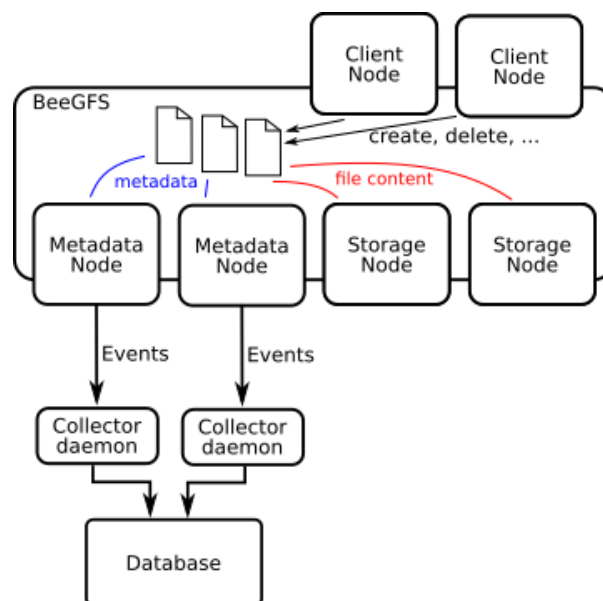 Client
Node
Client
Node
BeeGFS
create, delete, ...
metadata
file content
Metadata
Node
Metadata
Node
Storage
Node
Storage
Node
Events
Events
Collector
daemon
Collector
daemon
Database